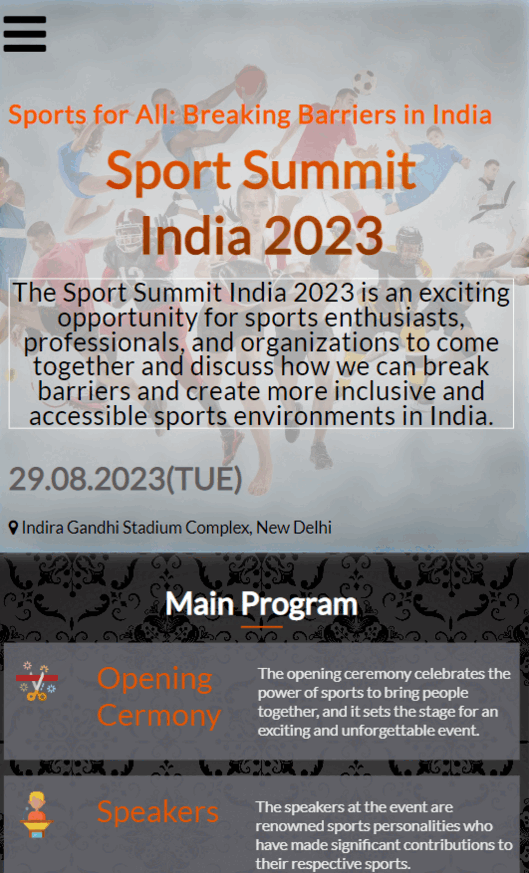 Sports for All: Breaking Barriers in India
Sport Summit
India 2023
The Sport Summit India 2023 is an exciting
opportunity for sports enthusiasts,
professionals, and organizations to come
together and discuss how we can break
barriers and create more inclusive and
accessible sports environments in India.
29.08.2023(TUE)
Indira Gandhi Stadium Complex, New Delhi
Main Program
Opening
Cermony
The opening ceremony celebrates the
power of sports to bring people
together, and it sets the stage for an
exciting and unforgettable event.
Speakers
The speakers at the event are
renowned sports personalities who
have made significant contributions to
their respective sports.